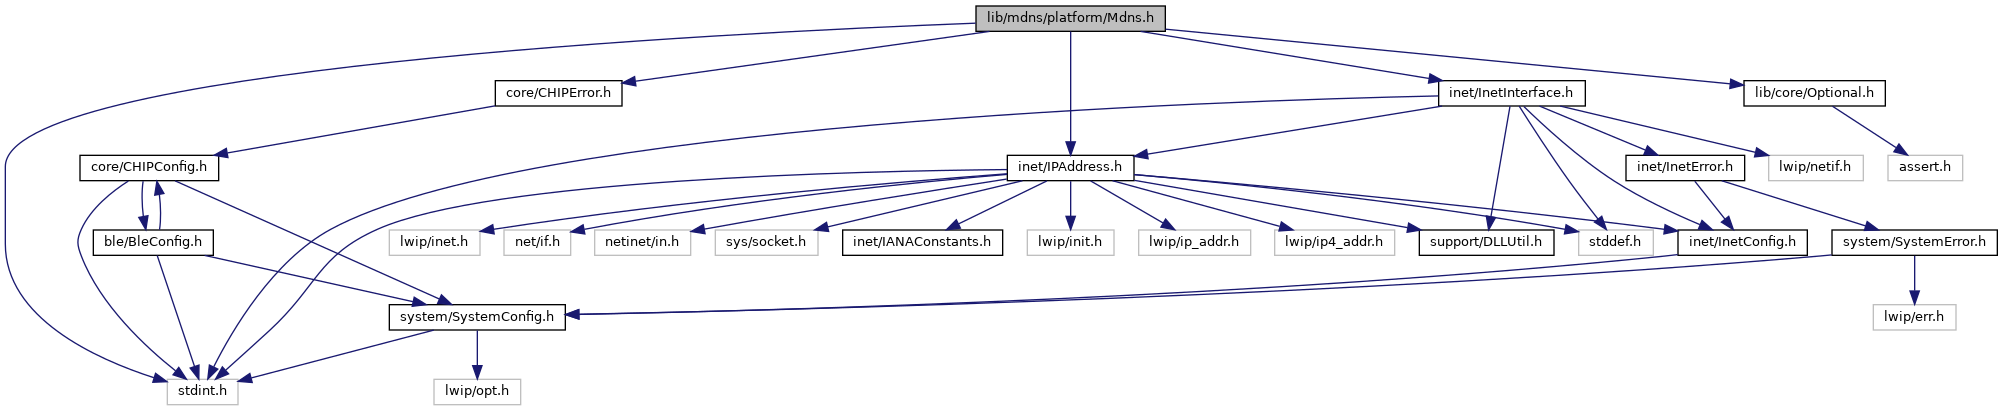 lib/mdns/platform/Mdns.h
core/CHIPError.h
inet/InetInterface.h
lib/core/Optional.h
core/CHIPConfig.h
inet/IPAddress.h
inet/InetError.h
lwip/netif.h
assert.h
ble/BleConfig.h
lwip/inet.h
net/if.h
netinet/in.h
sys/socket.h
inet/IANAConstants.h
lwip/init.h
lwip/ip_addr.h
lwip/ip4_addr.h
support/DLLUtil.h
stddef.h
inet/InetConfig.h
system/SystemError.h
system/SystemConfig.h
lwip/err.h
stdint.h
lwip/opt.h